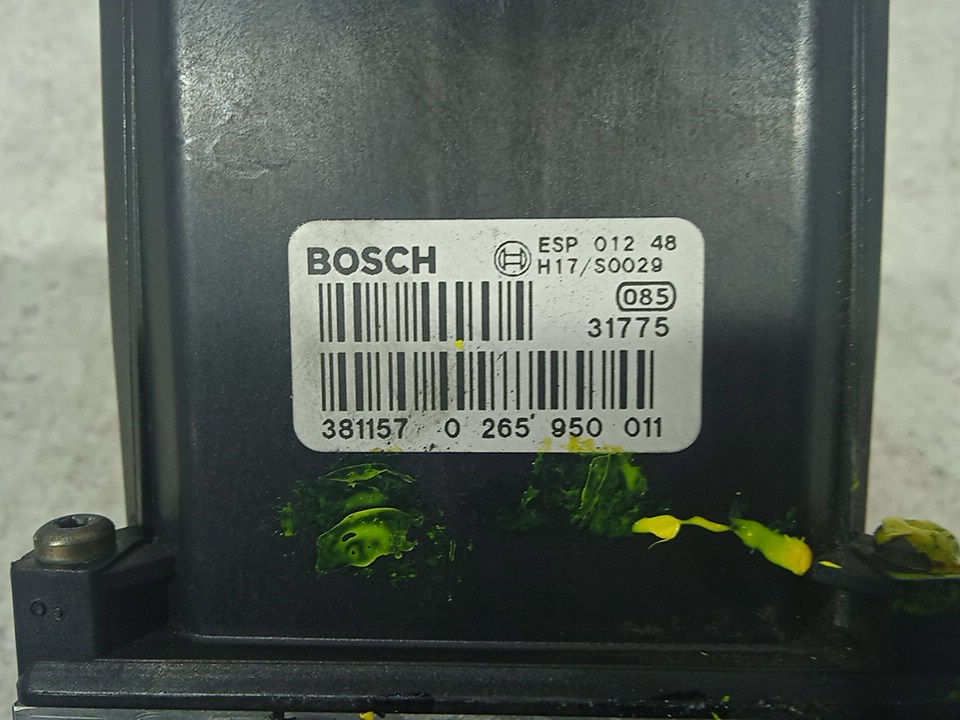 BOSCH
ESP 012 48
H17/S0029
085
31775
381157 0 265 950 011